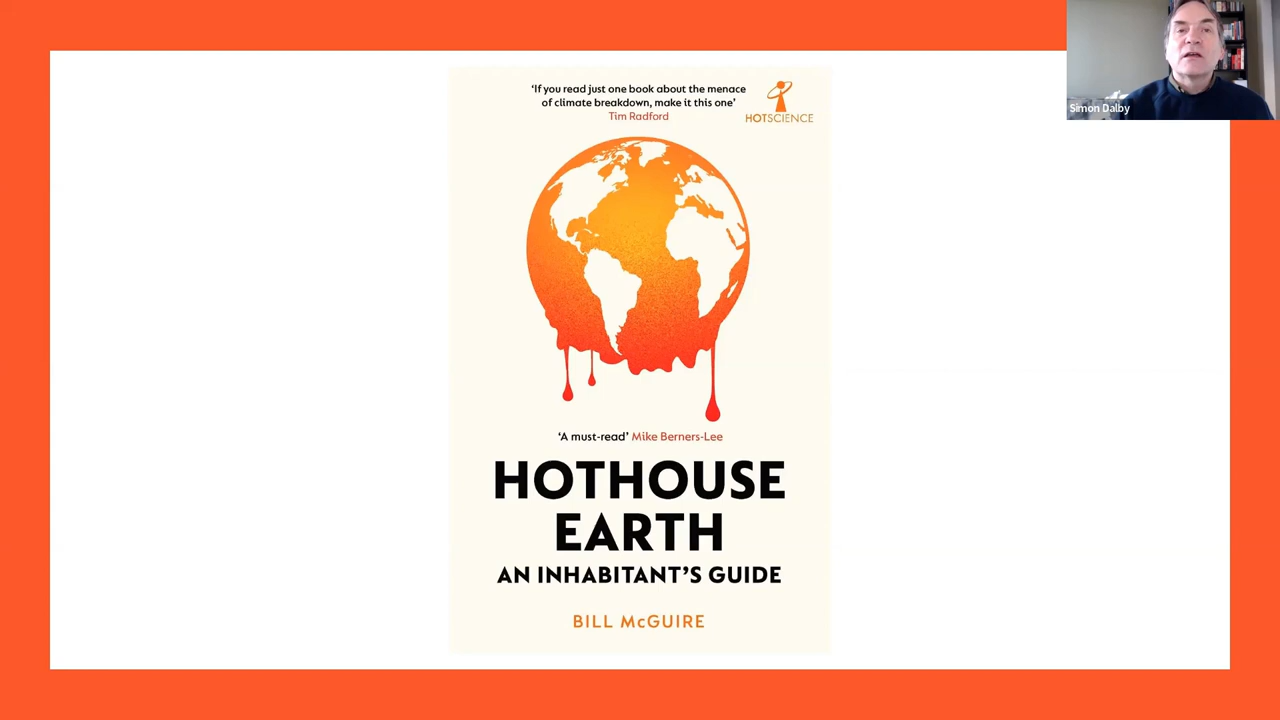 ‘If you read just one book about the menace
of climate breakdown, make it this one’
Tim Radford
HOTSCIENCE
Simon Dalby
‘A must-read’ Mike Berners-Lee
HOTHOUSE
EARTH
AN INHABITANT’S GUIDE
BILL McGUIRE